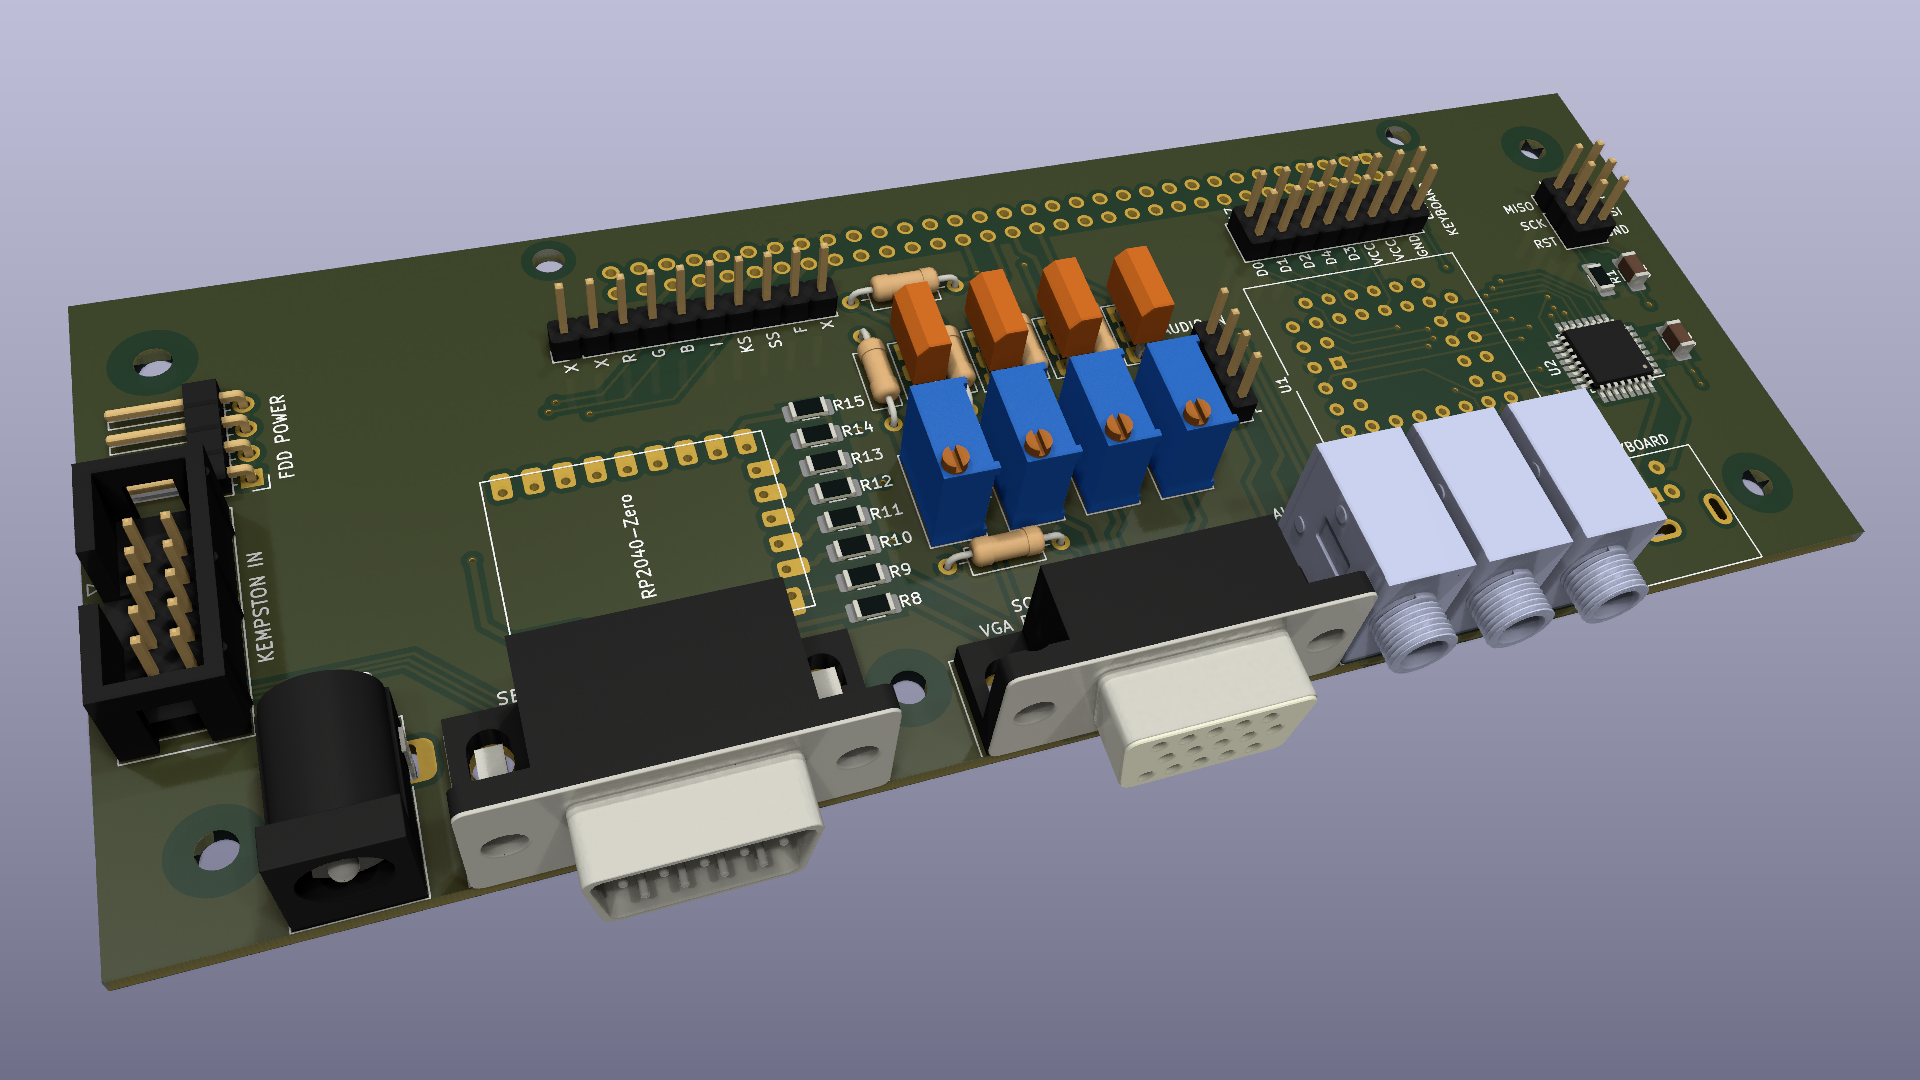 KEYBOARD
MISO
SCK
RST
GND
R1
D0
D1
D2
D4
D3
VCC
VCC
GND
X
X
R
G
B
I
KS
SS
F
X
U1
U2
FDD POWER
R15
R14
R13
R12
R11
R10
R9
R8
RP2040-Zero
KEMPSTON IN
VGA